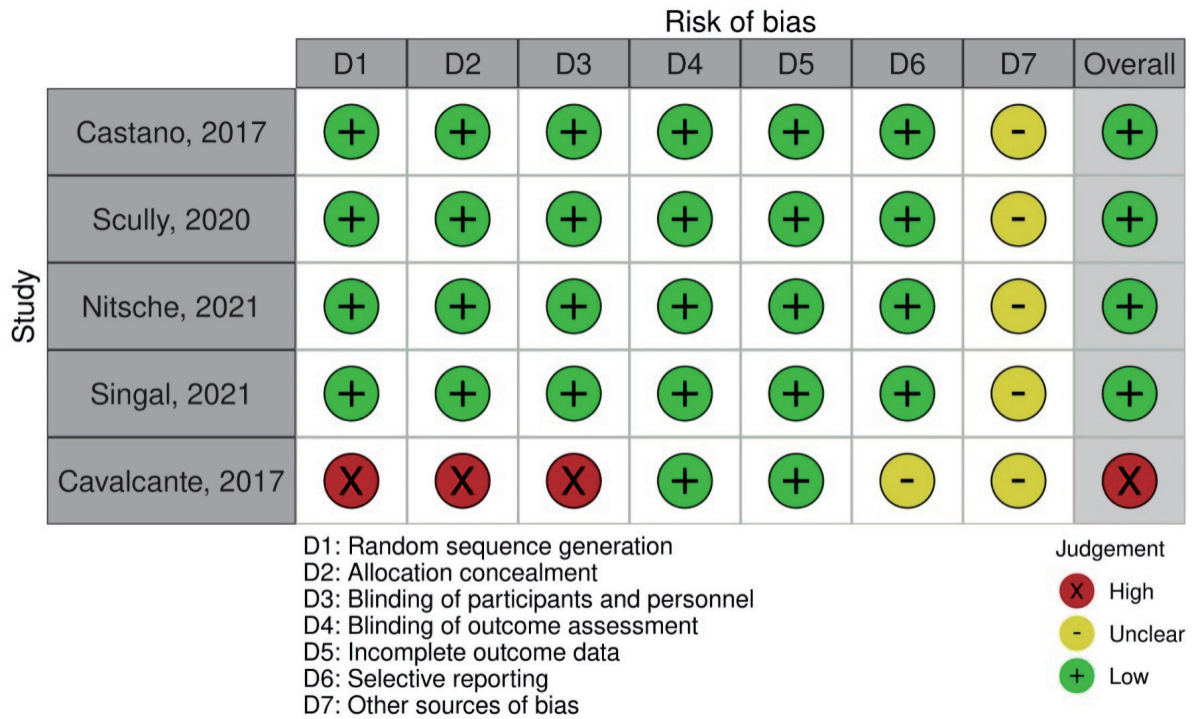 Risk of bias
D1 D2 D3 D4 D5 D6 D7 Overall
Study
Castano, 2017 + + + + + + - +
Scully, 2020 + + + + + + - +
Nitsche, 2021 + + + + + + - +
Singal, 2021 + + + + + + - +
Cavalcante, 2017 X X X + + - - X
D1: Random sequence generation
D2: Allocation concealment
D3: Blinding of participants and personnel
D4: Blinding of outcome assessment
D5: Incomplete outcome data
D6: Selective reporting
D7: Other sources of bias
Judgement
X High
- Unclear
+ Low